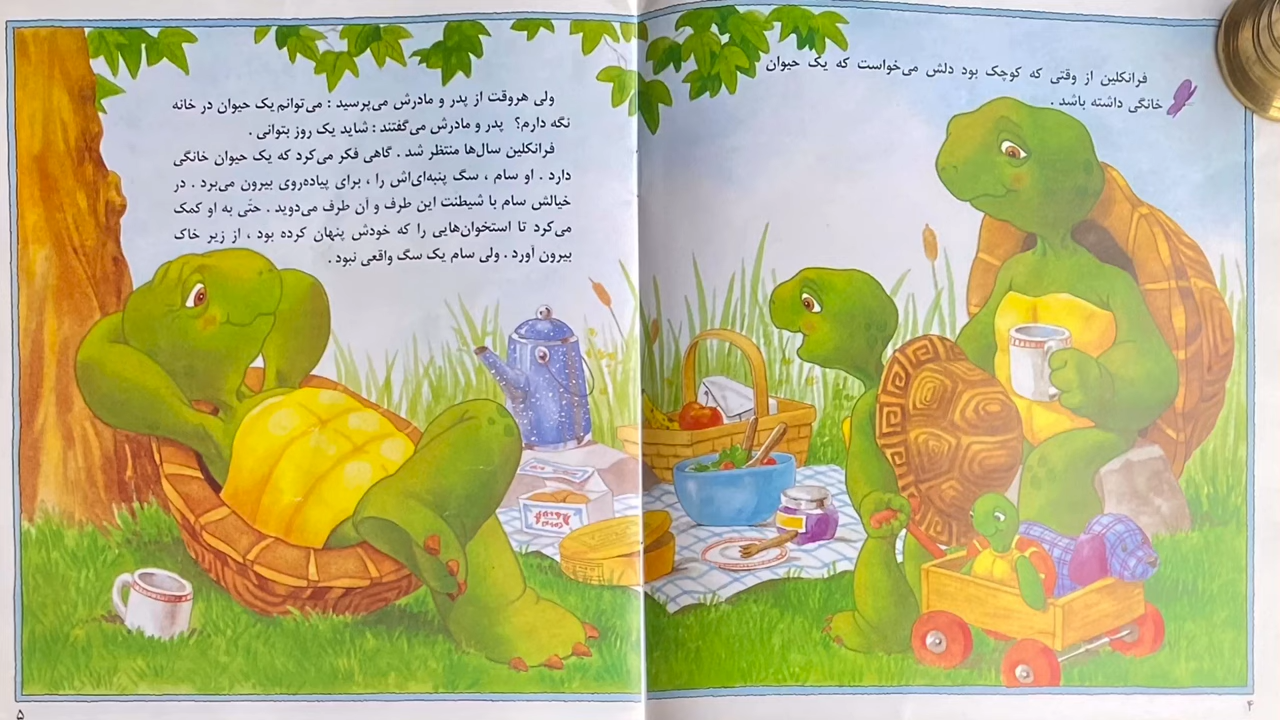 فرانکلین از وقتی که کوچک بود دلش می‌خواست که یک حیوان
خانگی داشته باشد .
۴
ولی هروقت از پدر و مادرش می‌پرسید : می‌توانم یک حیوان در خانه
نگه دارم؟ پدر و مادرش می‌گفتند : شاید یک روز بتوانی .
فرانکلین سال‌ها منتظر شد . گاهی فکر می‌کرد که یک حیوان خانگی
دارد . او سام ، سگ پنبه‌ای‌اش را ، برای پیاده‌روی بیرون می‌برد . در
خیالش سام با شیطنت این طرف و آن طرف می‌دوید . حتّی به او کمک
می‌کرد تا استخوان‌هایی را که خودش پنهان کرده بود ، از زیر خاک
بیرون آورد . ولی سام یک سگ واقعی نبود .
۵